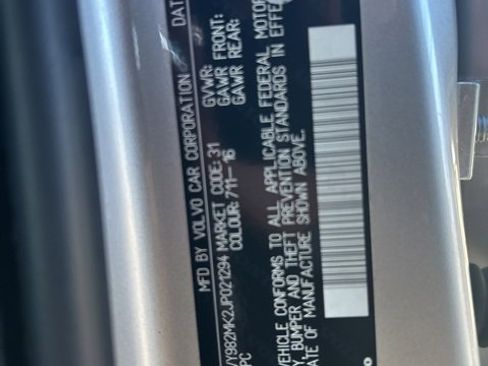 MFD BY VOLVO CAR CORPORATION DAT
GVWR:
GAWR FRONT:
GAWR REAR:
VY982MK2JP021294 MARKET CODE: 31
PC COLOUR: 711-16
VEHICLE CONFORMS TO ALL APPLICABLE FEDERAL MOTOR
Y, BUMPER AND THEFT PREVENTION STANDARDS IN EFFE
ATE OF MANUFACTURE SHOWN ABOVE.